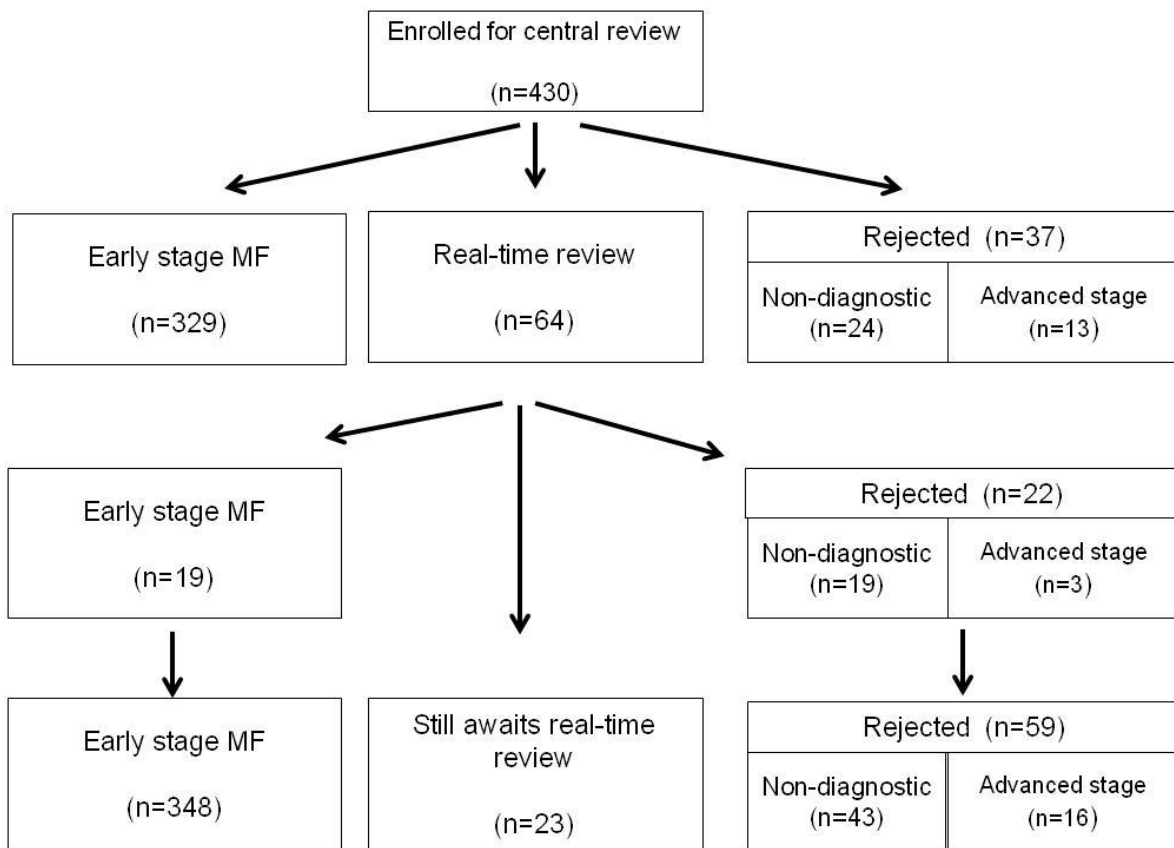 Enrolled for central review
(n=430)
Early stage MF
(n=329)
Real-time review
(n=64)
Rejected (n=37)
Non-diagnostic
(n=24)
Advanced stage
(n=13)
Early stage MF
(n=19)
Rejected (n=22)
Non-diagnostic
(n=19)
Advanced stage
(n=3)
Early stage MF
(n=348)
Still awaits real-time
review
(n=23)
Rejected (n=59)
Non-diagnostic
(n=43)
Advanced stage
(n=16)